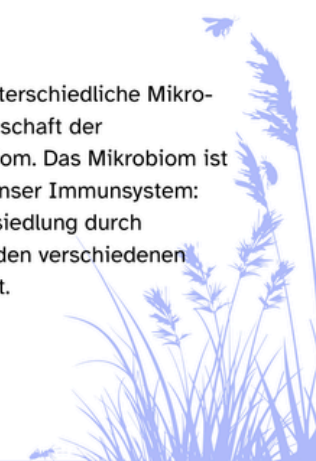 terschiedliche Mikro-
schaft der
om. Das Mikrobiom ist
nser Immunsystem:
siedlung durch
den verschiedenen
t.